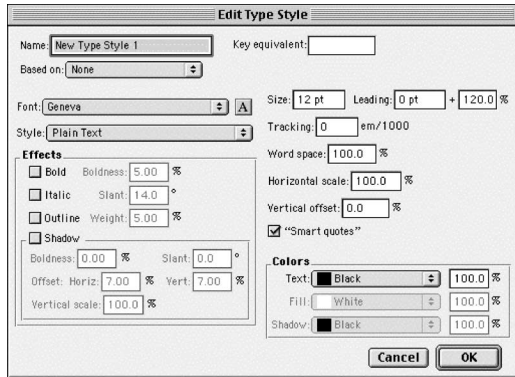 Edit Type Style
Name: New Type Style 1 Key equivalent:
Based on: None
Font: Geneva A Size: 12 pt Leading: 0 pt + 120.0 %
Style: Plain Text Tracking: 0 em/1000
Effects Word space: 100.0 %
Bold Boldness: 5.00 % Horizontal scale: 100.0 %
Italic Slant: 14.0 ° Vertical offset: 0.0 %
Outline Weight: 5.00 % "Smart quotes"
Shadow
Boldness: 0.00 % Slant: 0.0 ° Colors
Offset: Horiz: 7.00 % Vert: 7.00 % Text: Black 100.0 %
Vertical scale: 100.0 % Fill: White 100.0 %
Shadow: Black 100.0 %
Cancel OK